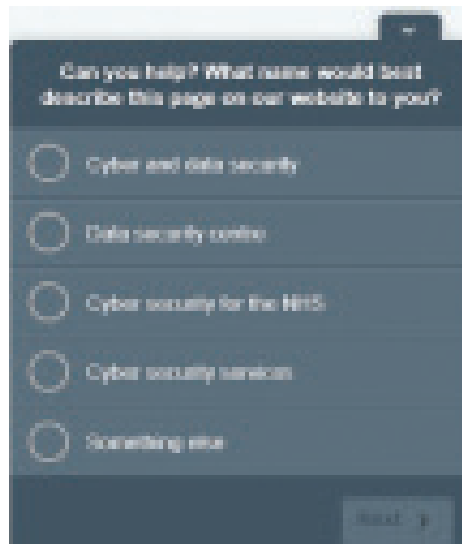 Can you help? What name would best
describe this page on our website to you?
Cyber and data security
Data security centre
Cyber security for the NHS
Cyber security services
Something else
Next